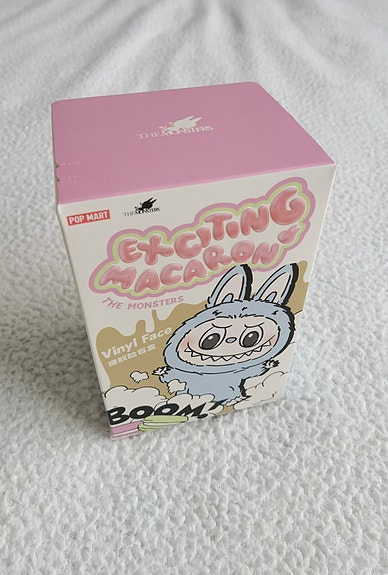 THE MONSTERS
POP MART
THE MONSTERS
EXCITING
MACARON
THE MONSTERS
Vinyl Face
搪胶脸盲盒
BOOM!